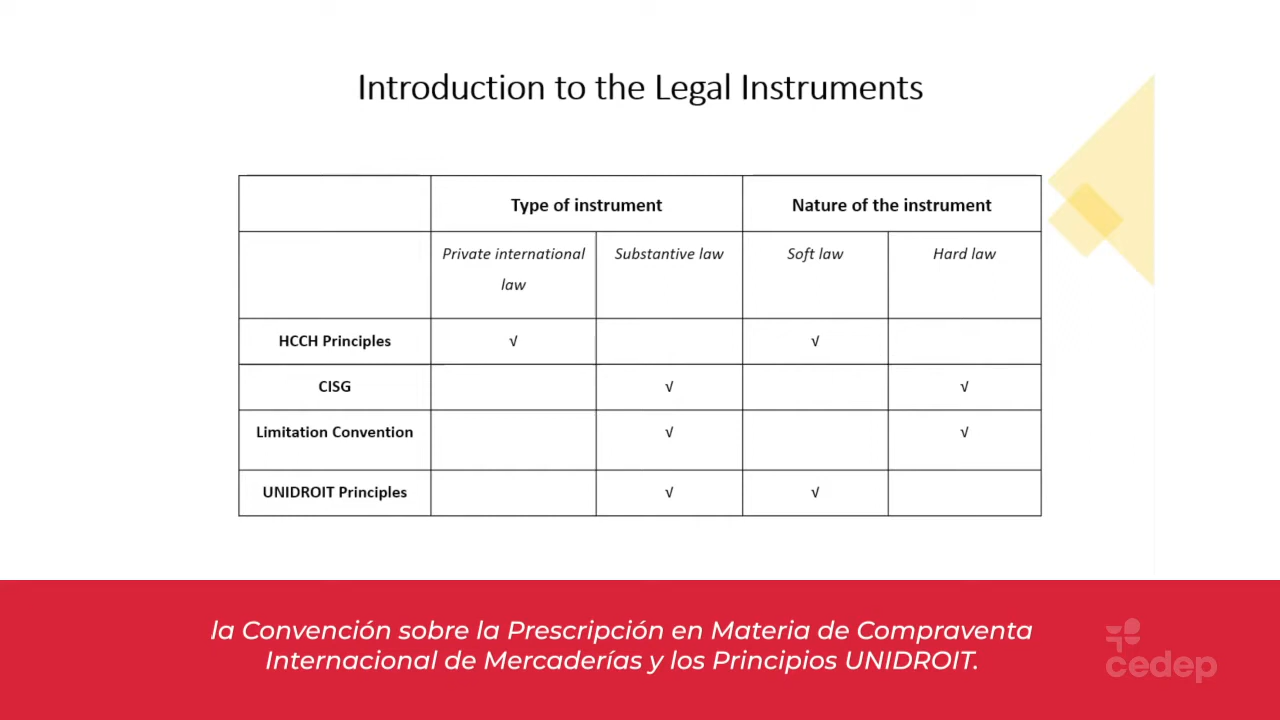 Introduction to the Legal Instruments
Type of instrument Nature of the instrument
Private international law Substantive law Soft law Hard law
HCCH Principles √ √
CISG √ √
Limitation Convention √ √
UNIDROIT Principles √ √
la Convención sobre la Prescripción en Materia de Compraventa
Internacional de Mercaderías y los Principios UNIDROIT.
cedep